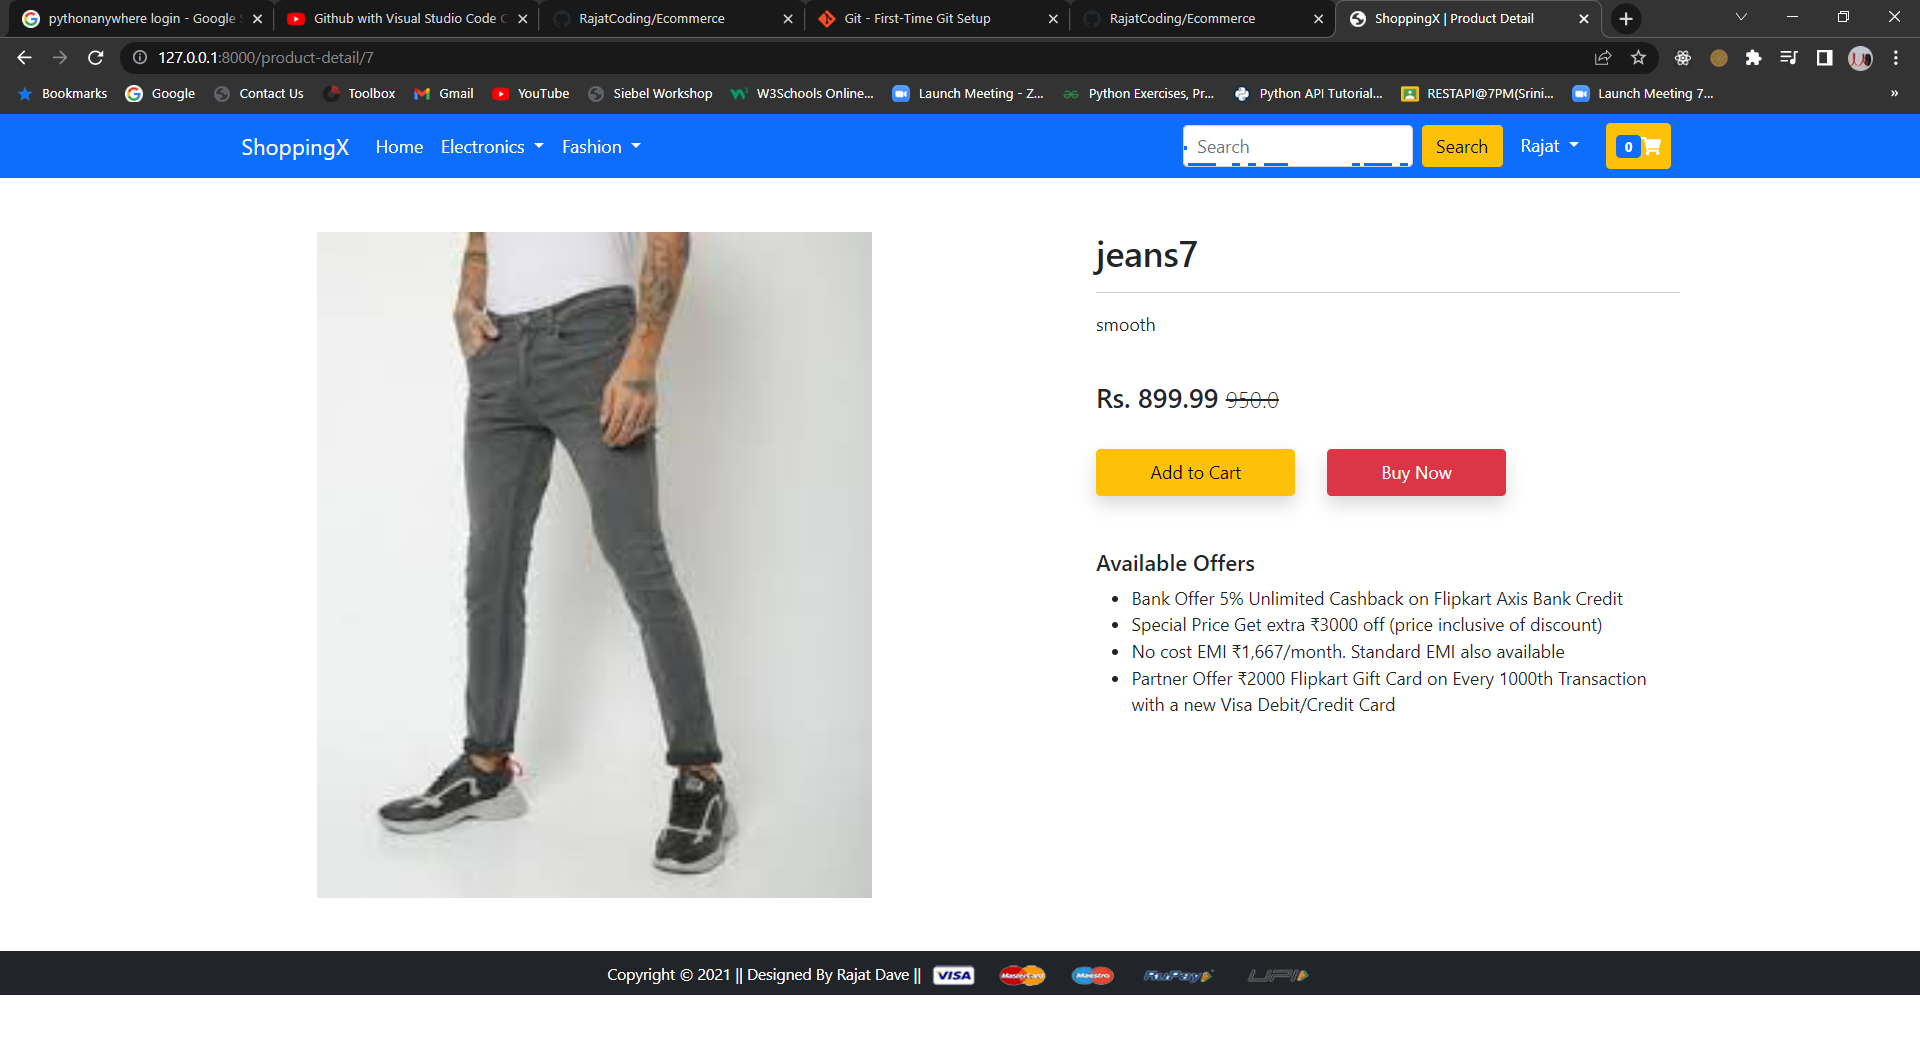 pythonanywhere login - Google
Github with Visual Studio Code
RajatCoding/Ecommerce
Git - First-Time Git Setup
RajatCoding/Ecommerce
ShoppingX | Product Detail
127.0.0.1:8000/product-detail/7
Bookmarks
Google
Contact Us
Toolbox
Gmail
YouTube
Siebel Workshop
W3Schools Online...
Launch Meeting - Z...
Python Exercises, Pr...
Python API Tutorial...
RESTAPI@7PM(Srini...
Launch Meeting 7...
»
ShoppingX
Home
Electronics
Fashion
Search
Search
Rajat
0
jeans7
smooth
Rs. 899.99 950.0
Add to Cart
Buy Now
Available Offers
• Bank Offer 5% Unlimited Cashback on Flipkart Axis Bank Credit
• Special Price Get extra ₹3000 off (price inclusive of discount)
• No cost EMI ₹1,667/month. Standard EMI also available
• Partner Offer ₹2000 Flipkart Gift Card on Every 1000th Transaction
with a new Visa Debit/Credit Card
Copyright © 2021 || Designed By Rajat Dave || VISA MasterCard Maestro RuPay UPI